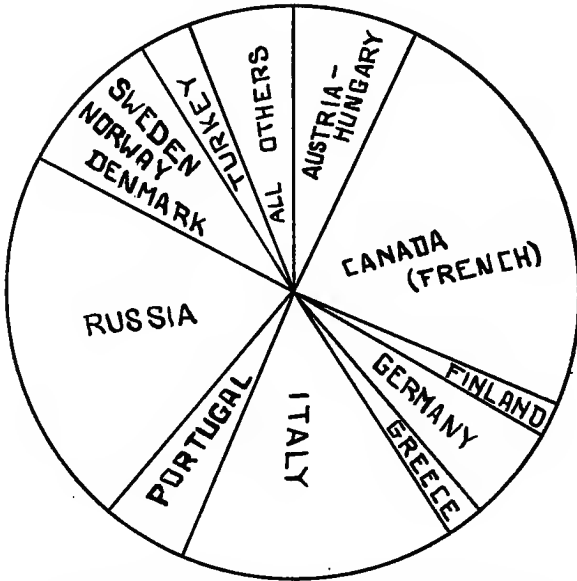 AUSTRIA-
HUNGARY
CANADA
(FRENCH)
FINLAND
GERMANY
GREECE
ITALY
PORTUGAL
RUSSIA
SWEDEN
NORWAY
DENMARK
TURKEY
ALL OTHERS